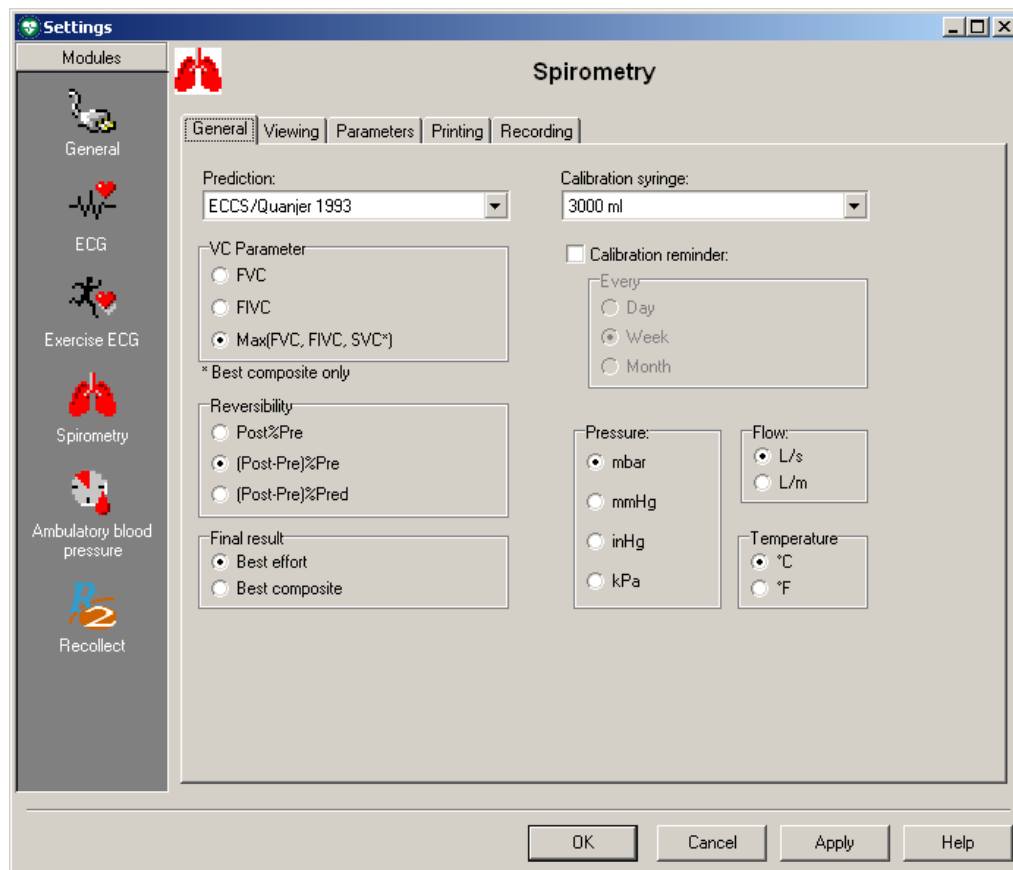 Settings
Modules
General
ECG
Exercise ECG
Spirometry
Ambulatory blood
pressure
R2
Recollect
Spirometry
General
Viewing
Parameters
Printing
Recording
Prediction:
ECCS/Quanjer 1993
VC Parameter
FVC
FIVC
Max(FVC, FIVC, SVC*)
* Best composite only
Reversibility
Post%Pre
(Post-Pre)%Pre
(Post-Pre)%Pred
Final result
Best effort
Best composite
Calibration syringe:
3000 ml
Calibration reminder:
Every
Day
Week
Month
Pressure:
mbar
mmHg
inHg
kPa
Flow:
L/s
L/m
Temperature
°C
°F
OK
Cancel
Apply
Help